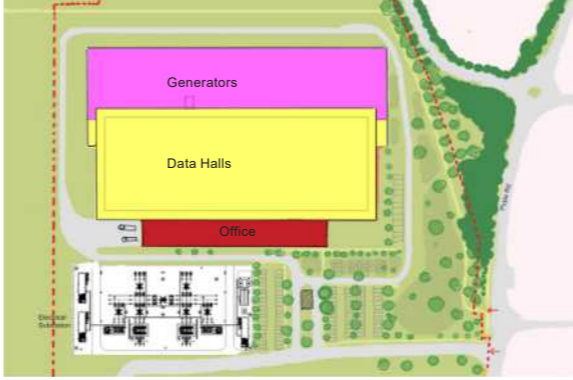 Generators
Data Halls
Office
Electrical
Substation